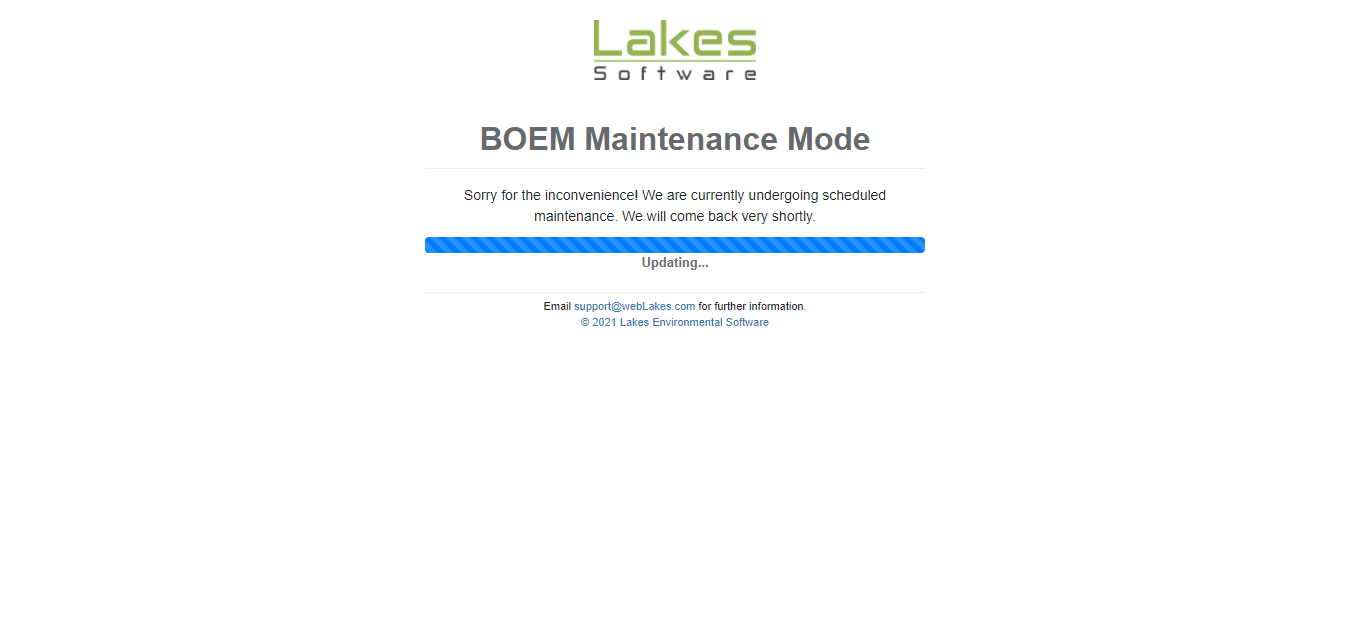 Lakes
Software
BOEM Maintenance Mode
Sorry for the inconvenience! We are currently undergoing scheduled
maintenance. We will come back very shortly.
Updating...
Email support@webLakes.com for further information.
© 2021 Lakes Environmental Software